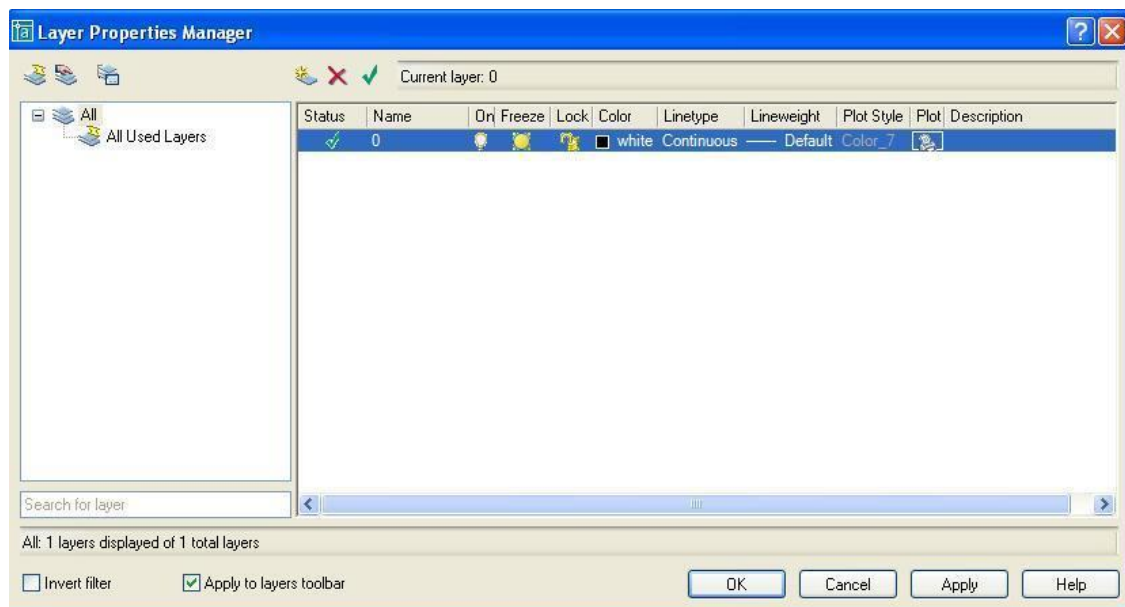 Layer Properties Manager
Current layer: 0
All
All Used Layers
Status Name On Freeze Lock Color Linetype Lineweight Plot Style Plot Description
0 white Continuous Default Color_7
Search for layer
All: 1 layers displayed of 1 total layers
Invert filter Apply to layers toolbar OK Cancel Apply Help